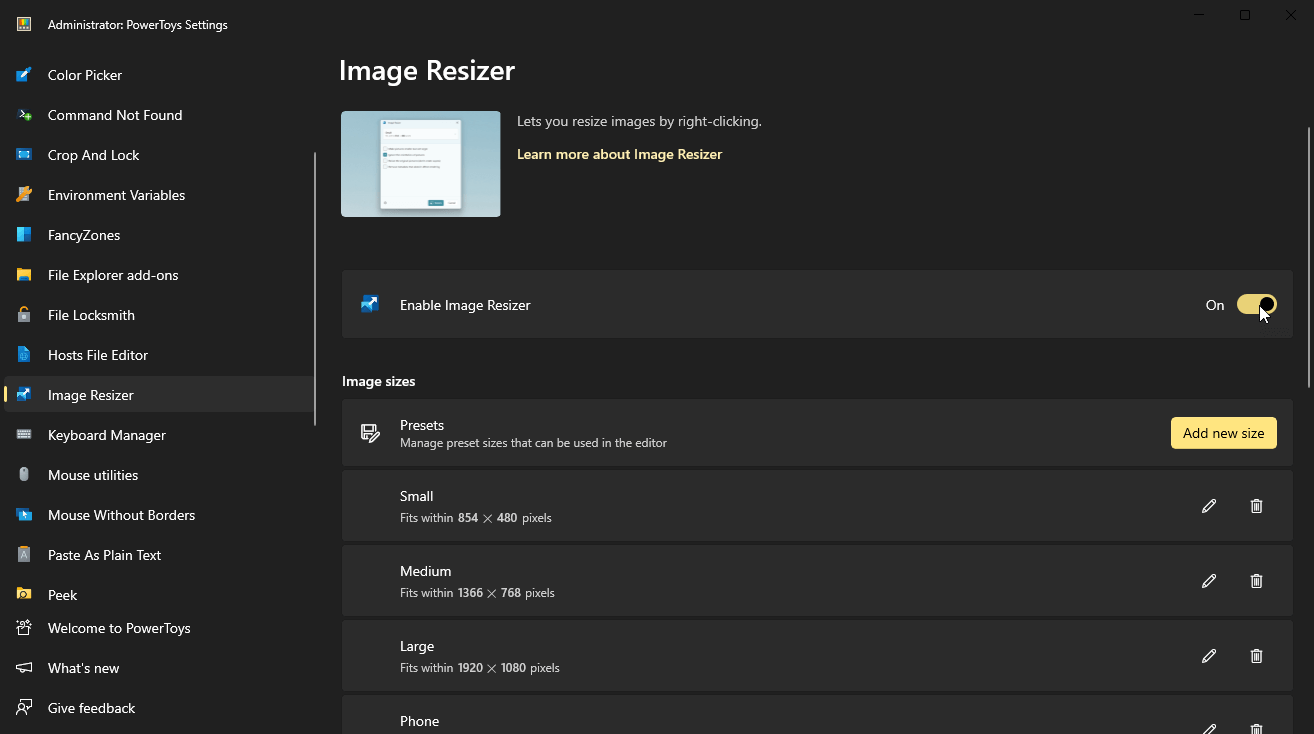 Administrator: PowerToys Settings
Color Picker
Command Not Found
Crop And Lock
Environment Variables
FancyZones
File Explorer add-ons
File Locksmith
Hosts File Editor
Image Resizer
Keyboard Manager
Mouse utilities
Mouse Without Borders
Paste As Plain Text
Peek
Welcome to PowerToys
What's new
Give feedback
Image Resizer
Lets you resize images by right-clicking.
Learn more about Image Resizer
Enable Image Resizer
On
Image sizes
Presets
Manage preset sizes that can be used in the editor
Add new size
Small
Fits within 854 × 480 pixels
Medium
Fits within 1366 × 768 pixels
Large
Fits within 1920 × 1080 pixels
Phone